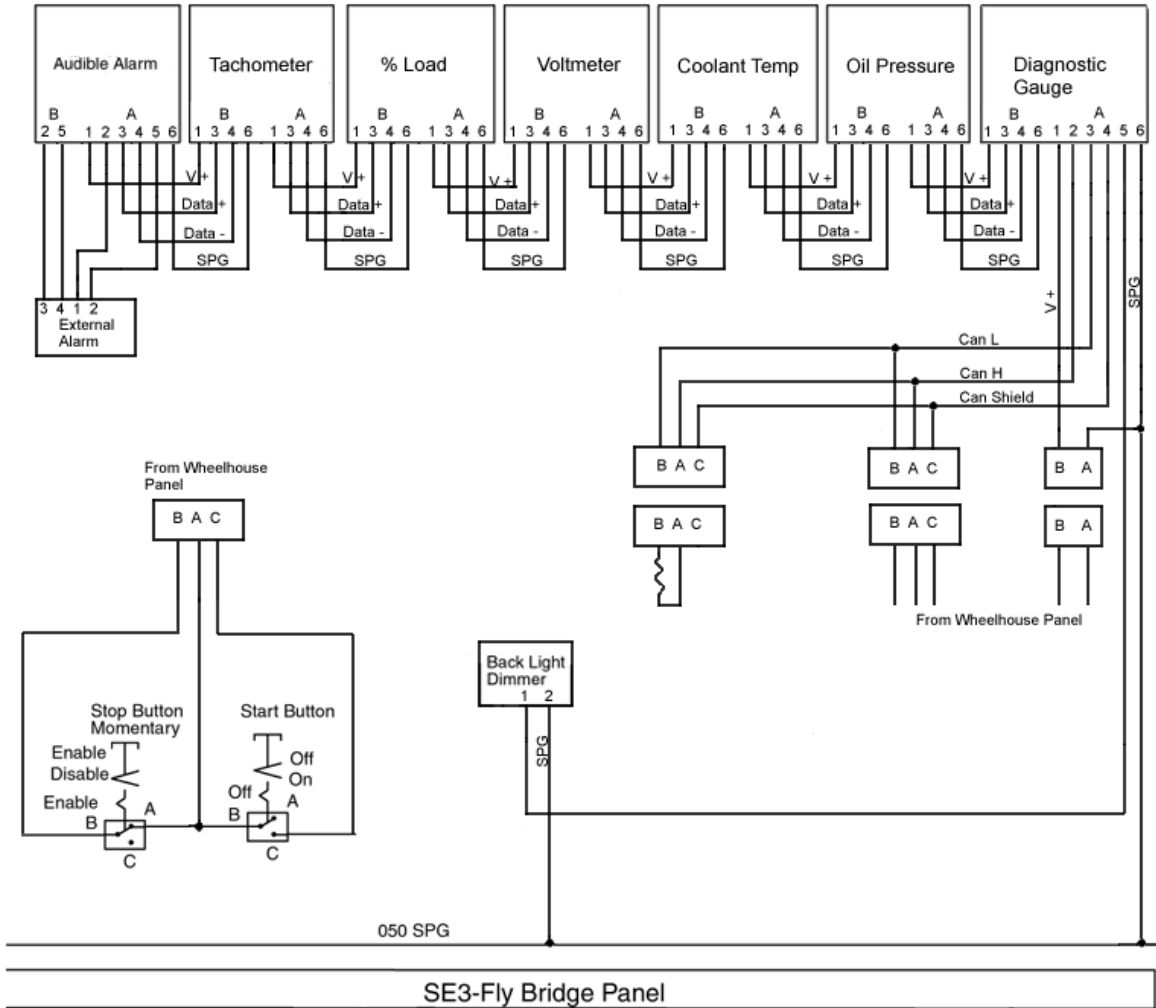 Audible Alarm
Tachometer
% Load
Voltmeter
Coolant Temp
Oil Pressure
Diagnostic
Gauge
B A
B A
B A
B A
B A
B A
2 5 1 2 3 4 5 6
1 3 4 6 1 3 4 6
1 3 4 6 1 3 4 6
1 3 4 6 1 3 4 6
1 3 4 6 1 3 4 6
1 3 4 6 1 3 4 6
1 3 4 6 1 2 3 4 5 6
V +
V +
V +
V +
V +
V +
Data +
Data +
Data +
Data +
Data +
Data +
Data -
Data -
Data -
Data -
Data -
Data -
SPG
SPG
SPG
SPG
SPG
SPG
V +
SPG
3 4 1 2
External
Alarm
Can L
Can H
Can Shield
B A C
B A C
B A
B A C
B A C
B A
From Wheelhouse Panel
From Wheelhouse
Panel
B A C
Back Light
Dimmer
1 2
SPG
Stop Button
Momentary
Enable
Disable
Enable
A
B
C
Start Button
Off
On
Off
A
B
C
050 SPG
SE3-Fly Bridge Panel